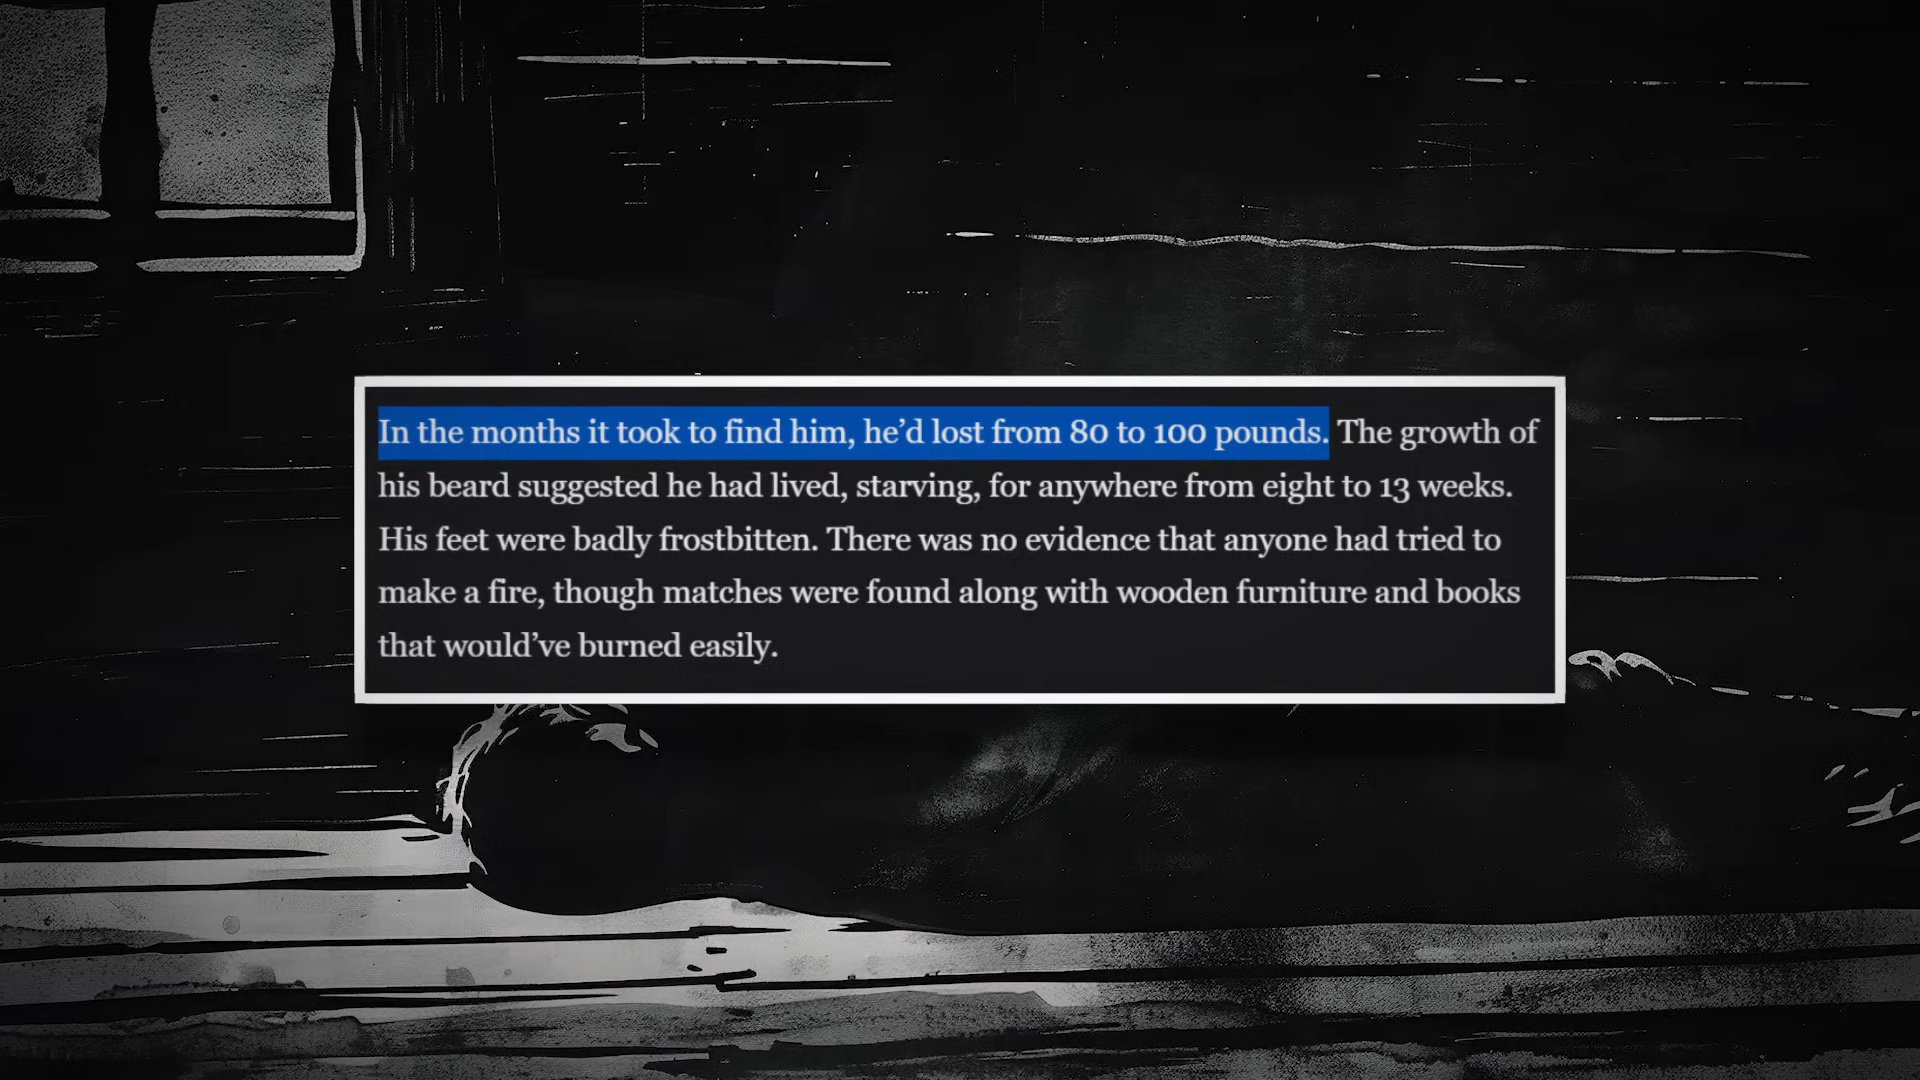 In the months it took to find him, he’d lost from 80 to 100 pounds. The growth of
his beard suggested he had lived, starving, for anywhere from eight to 13 weeks.
His feet were badly frostbitten. There was no evidence that anyone had tried to
make a fire, though matches were found along with wooden furniture and books
that would’ve burned easily.